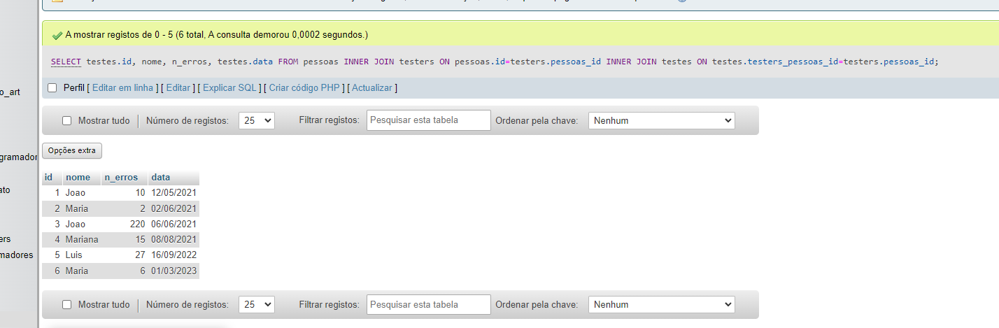 A mostrar registos de 0 - 5 (6 total, A consulta demorou 0,0002 segundos.)
SELECT testes.id, nome, n_erros, testes.data FROM pessoas INNER JOIN testers ON pessoas.id=testers.pessoas_id INNER JOIN testes ON testes.testers_pessoas_id=testers.pessoas_id;
Perfil [ Editar em linha ] [ Editar ] [ Explicar SQL ] [ Criar código PHP ] [ Actualizar ]
o_art
Mostrar tudo Número de registos: 25 Filtrar registos: Pesquisar esta tabela Ordenar pela chave: Nenhum
Opções extra
gramador
id nome n_erros data
ato
1 Joao 10 12/05/2021
2 Maria 2 02/06/2021
3 Joao 220 06/06/2021
ers
4 Mariana 15 08/08/2021
madores
5 Luis 27 16/09/2022
6 Maria 6 01/03/2023
Mostrar tudo Número de registos: 25 Filtrar registos: Pesquisar esta tabela Ordenar pela chave: Nenhum